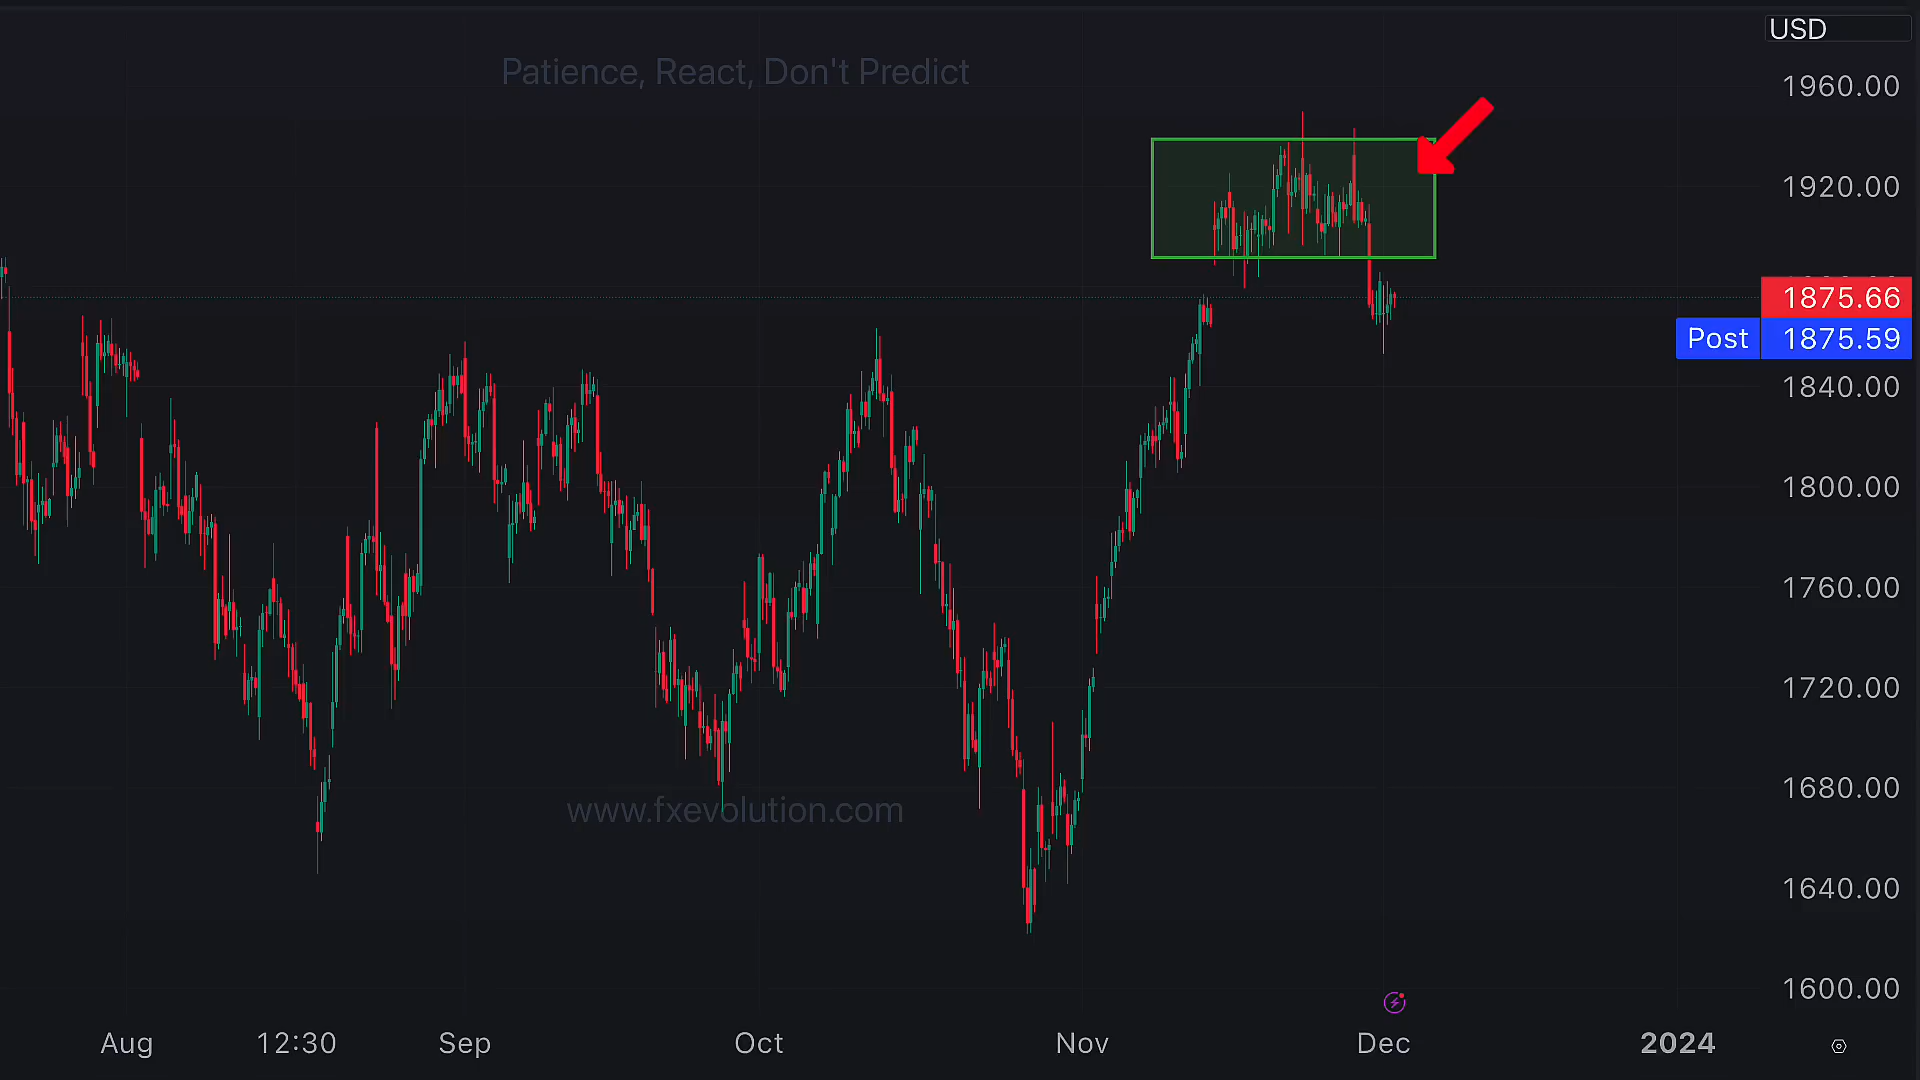 USD
Patience, React, Don't Predict
1960.00
1920.00
1875.66
Post 1875.59
1840.00
1800.00
1760.00
1720.00
1680.00
www.fxevolution.com
1640.00
1600.00
Aug 12:30 Sep Oct Nov Dec 2024